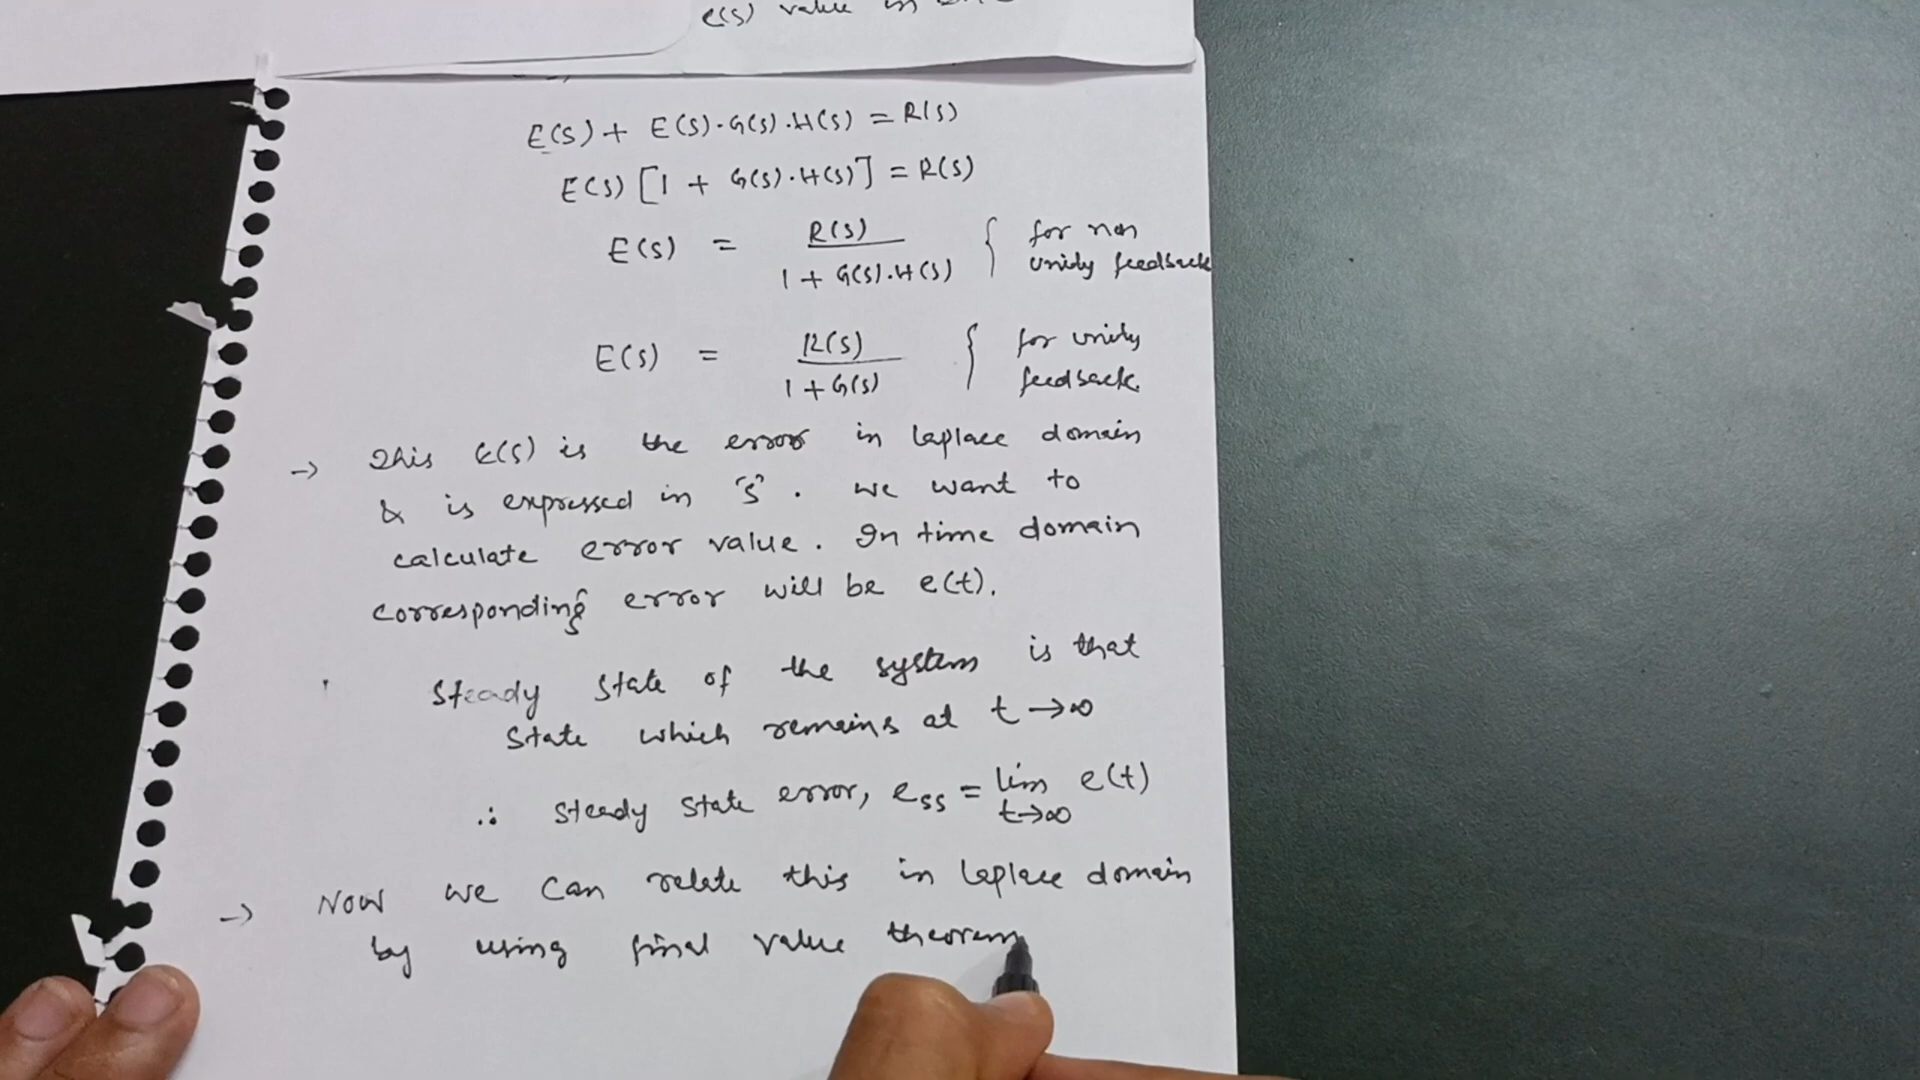 e(s) value in
E(s) + E(s).G(s).H(s) = R(s)
E(s) [1 + G(s).H(s)] = R(s)
E(s) = R(s) / 1 + G(s).H(s) { for non unity feedback
E(s) = R(s) / 1 + G(s) { for unity feedback.
→ This E(s) is the error in laplace domain
& is expressed in 's'. we want to
calculate error value. In time domain
corresponding error will be e(t).
Steady state of the system is that
state which remains at t→∞
∴ steady state error, ess = lim t→∞ e(t)
→ Now we can relate this in laplace domain
by using final value theorem